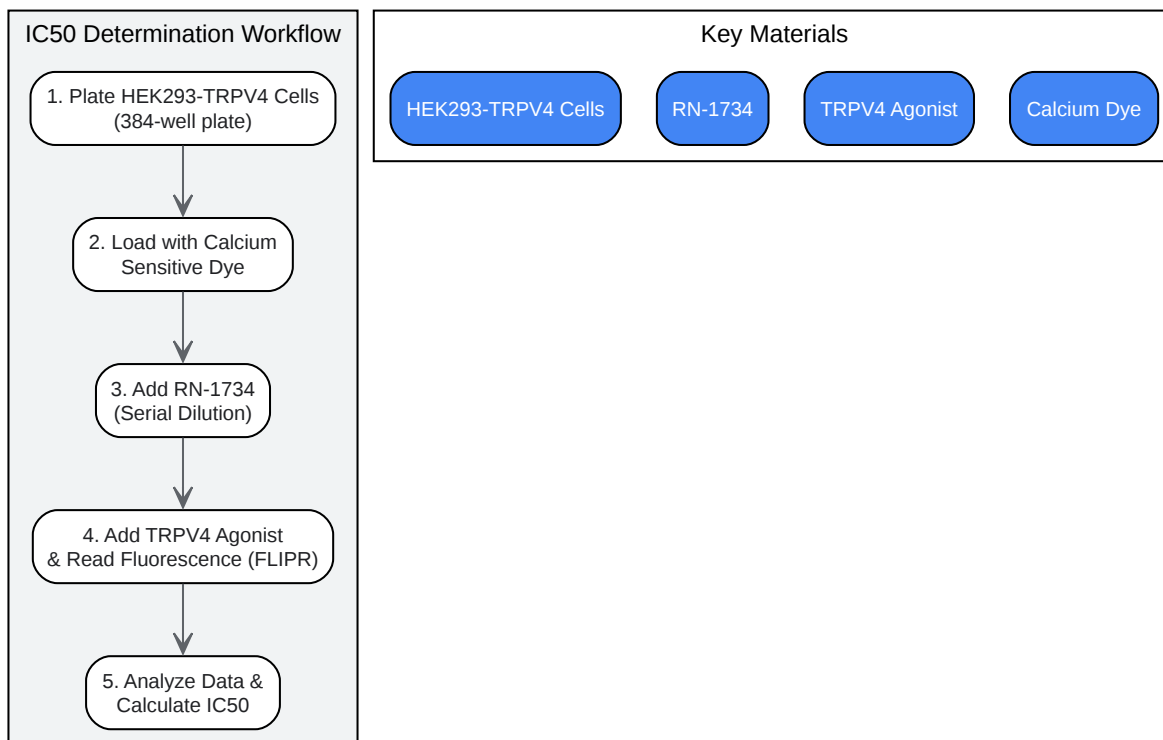 IC50 Determination Workflow
1. Plate HEK293-TRPV4 Cells
(384-well plate)
2. Load with Calcium
Sensitive Dye
3. Add RN-1734
(Serial Dilution)
4. Add TRPV4 Agonist
& Read Fluorescence (FLIPR)
5. Analyze Data &
Calculate IC50
Key Materials
HEK293-TRPV4 Cells
RN-1734
TRPV4 Agonist
Calcium Dye